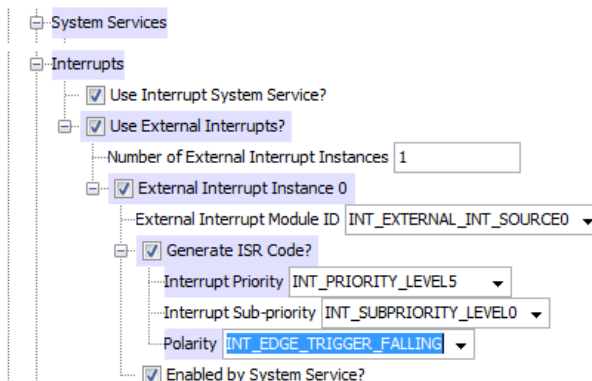 System Services
Interrupts
Use Interrupt System Service?
Use External Interrupts?
Number of External Interrupt Instances 1
External Interrupt Instance 0
External Interrupt Module ID INT_EXTERNAL_INT_SOURCE0
Generate ISR Code?
Interrupt Priority INT_PRIORITY_LEVEL5
Interrupt Sub-priority INT_SUBPRIORITY_LEVEL0
Polarity INT_EDGE_TRIGGER_FALLING
Enabled by System Service?